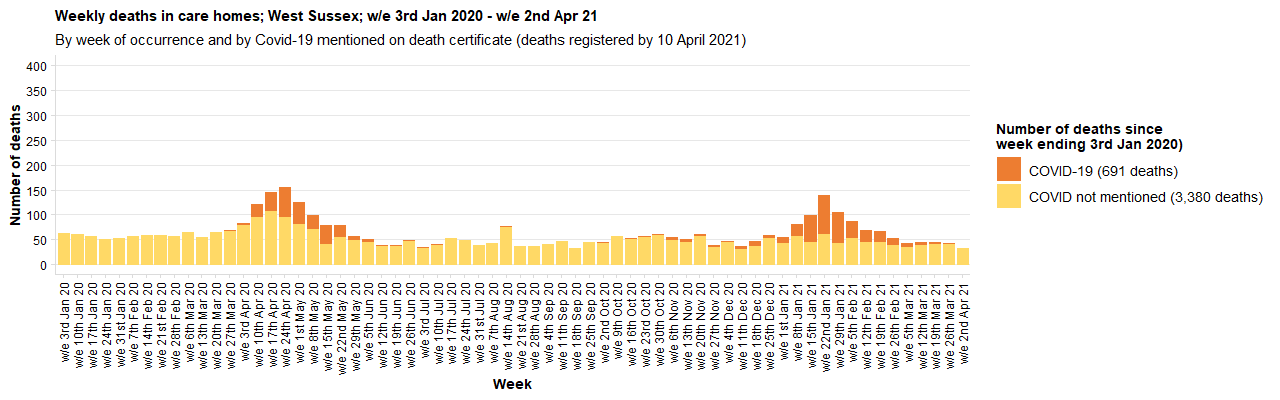 Weekly deaths in care homes; West Sussex; w/e 3rd Jan 2020 - w/e 2nd Apr 21
By week of occurrence and by Covid-19 mentioned on death certificate (deaths registered by 10 April 2021)
Number of deaths
400
350
300
250
200
150
100
50
0
w/e 3rd Jan 20
w/e 10th Jan 20
w/e 17th Jan 20
w/e 24th Jan 20
w/e 31st Jan 20
w/e 7th Feb 20
w/e 14th Feb 20
w/e 21st Feb 20
w/e 28th Feb 20
w/e 6th Mar 20
w/e 13th Mar 20
w/e 20th Mar 20
w/e 27th Mar 20
w/e 3rd Apr 20
w/e 10th Apr 20
w/e 17th Apr 20
w/e 24th Apr 20
w/e 1st May 20
w/e 8th May 20
w/e 15th May 20
w/e 22nd May 20
w/e 29th May 20
w/e 5th Jun 20
w/e 12th Jun 20
w/e 19th Jun 20
w/e 26th Jun 20
w/e 3rd Jul 20
w/e 10th Jul 20
w/e 17th Jul 20
w/e 24th Jul 20
w/e 31st Jul 20
w/e 7th Aug 20
w/e 14th Aug 20
w/e 21st Aug 20
w/e 28th Aug 20
w/e 4th Sep 20
w/e 11th Sep 20
w/e 18th Sep 20
w/e 25th Sep 20
w/e 2nd Oct 20
w/e 9th Oct 20
w/e 16th Oct 20
w/e 23rd Oct 20
w/e 30th Oct 20
w/e 6th Nov 20
w/e 13th Nov 20
w/e 20th Nov 20
w/e 27th Nov 20
w/e 4th Dec 20
w/e 11th Dec 20
w/e 18th Dec 20
w/e 25th Dec 20
w/e 1st Jan 21
w/e 8th Jan 21
w/e 15th Jan 21
w/e 22nd Jan 21
w/e 29th Jan 21
w/e 5th Feb 21
w/e 12th Feb 21
w/e 19th Feb 21
w/e 26th Feb 21
w/e 5th Mar 21
w/e 12th Mar 21
w/e 19th Mar 21
w/e 26th Mar 21
w/e 2nd Apr 21
Week
Number of deaths since
week ending 3rd Jan 2020)
COVID-19 (691 deaths)
COVID not mentioned (3,380 deaths)